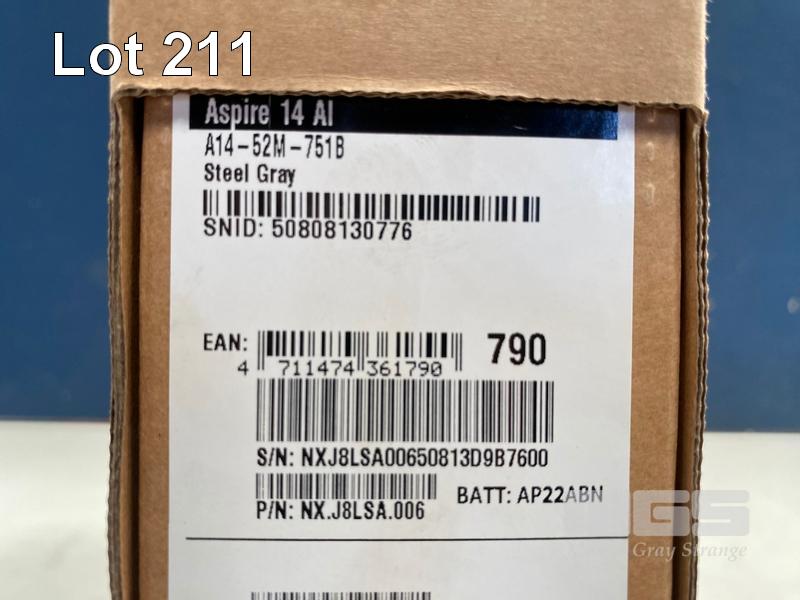 Lot 211
Aspire 14 AI
A14-52M-751B
Steel Gray
SNID: 50808130776
EAN:
4 711474 361790
790
S/N: NXJ8LSA00650813D9B7600
BATT: AP22ABN
P/N: NX.J8LSA.006
GS
Gray Strange